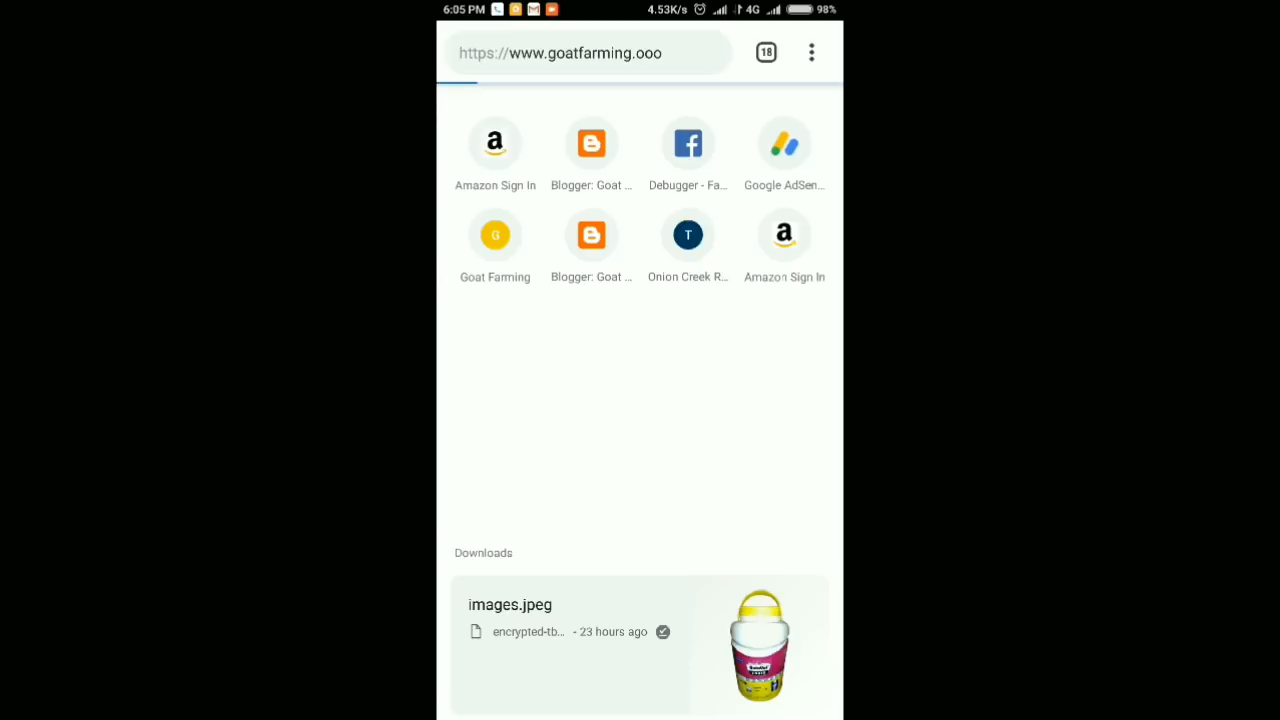 6:05 PM 4.53K/s 4G 98%
https://www.goatfarming.ooo 18
Amazon Sign In Blogger: Goat ... Debugger - Fa... Google AdSen...
G T
Goat Farming Blogger: Goat ... Onion Creek R... Amazon Sign In
Downloads
images.jpeg
encrypted-tb... - 23 hours ago